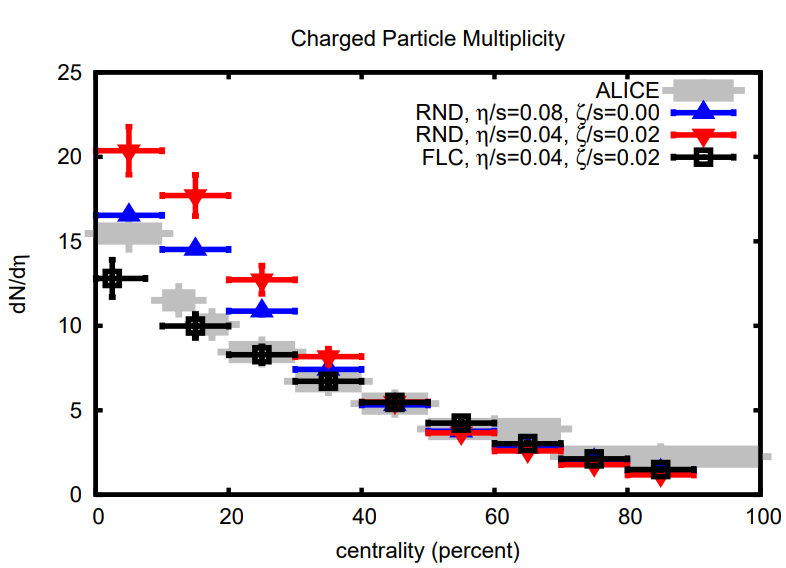 Charged Particle Multiplicity
25
20
15
10
5
0
dN/dη
ALICE
RND, η/s=0.08, ζ/s=0.00
RND, η/s=0.04, ζ/s=0.02
FLC, η/s=0.04, ζ/s=0.02
0 20 40 60 80 100
centrality (percent)